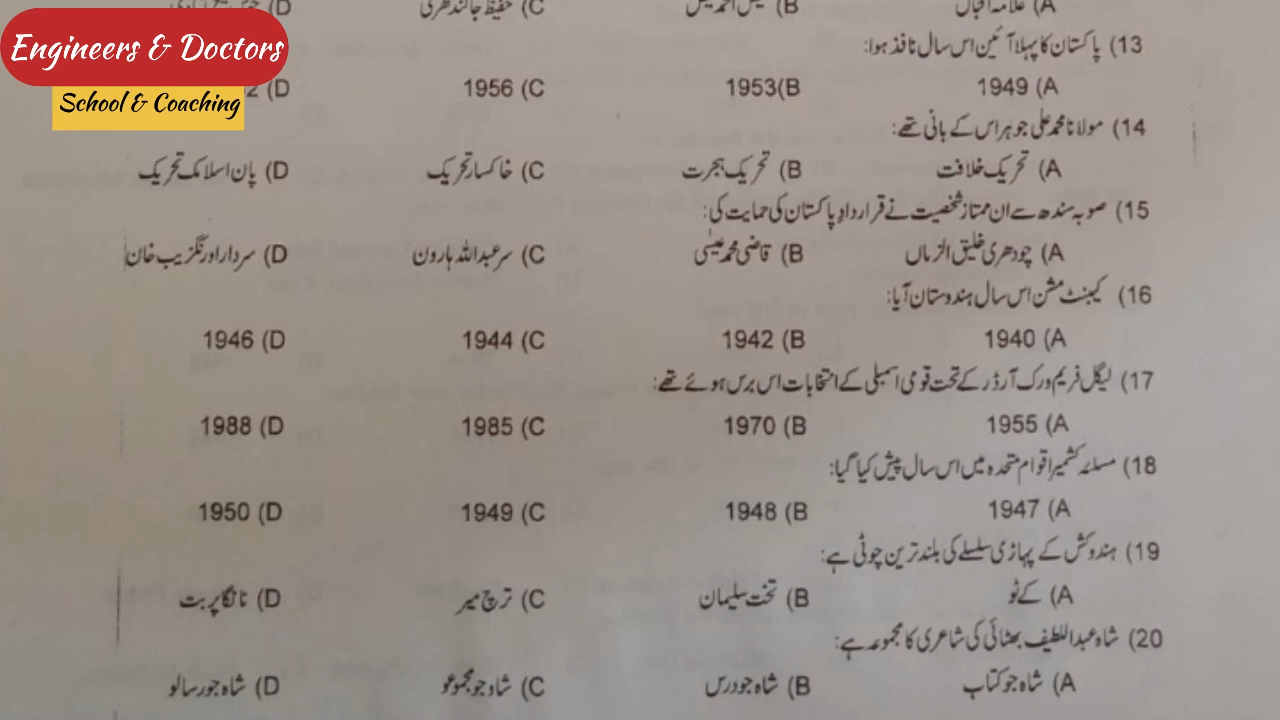 Engineers & Doctors
School & Coaching
A) علامہ اقبال B) فیض احمد فیض C) حفیظ جالندھری D)
13) پاکستان کا پہلا آئین اس سال نافذ ہوا:
A) 1949 B)1953 C) 1956 D)
14) مولانا محمد علی جوہر اس کے بانی تھے:
A) تحریک خلافت B) تحریک ہجرت C) خاکسار تحریک D) پان اسلامک تحریک
15) صوبہ سندھ سے ان ممتاز شخصیت نے قرارداد پاکستان کی حمایت کی:
A) چودھری خلیق الزماں B) قاضی محمد عیسٰی C) سر عبداللہ ہارون D) سردار اورنگزیب خان
16) کیبنٹ مشن اس سال ہندوستان آیا:
A) 1940 B) 1942 C) 1944 D) 1946
17) لیگل فریم ورک آرڈر کے تحت قومی اسمبلی کے انتخابات اس برس ہوئے تھے:
A) 1955 B) 1970 C) 1985 D) 1988
18) مسئلہ کشمیر اقوام متحدہ میں اس سال پیش کیا گیا:
A) 1947 B) 1948 C) 1949 D) 1950
19) ہندوکش کے پہاڑی سلسلے کی بلند ترین چوٹی ہے:
A) کے ٹو B) تخت سلیمان C) ترچ میر D) نانگا پربت
20) شاہ عبداللطیف بھٹائی کی شاعری کا مجموعہ ہے:
A) شاہ جو کتاب B) شاہ جو درس C) شاہ جو مجموعو D) شاہ جو رسالو